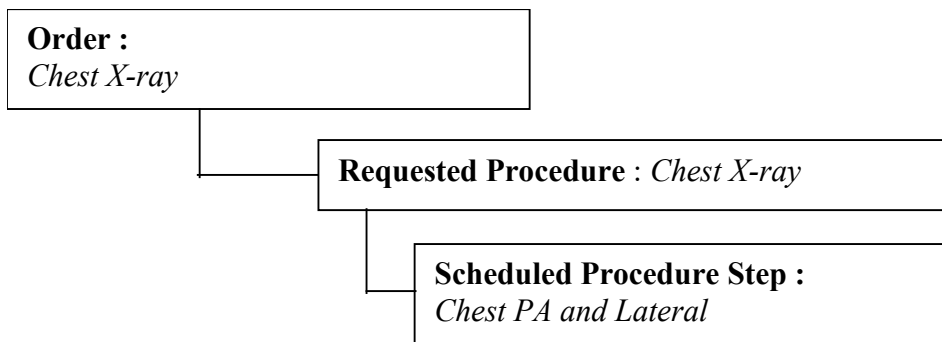 Order :
Chest X-ray
Requested Procedure : Chest X-ray
Scheduled Procedure Step :
Chest PA and Lateral